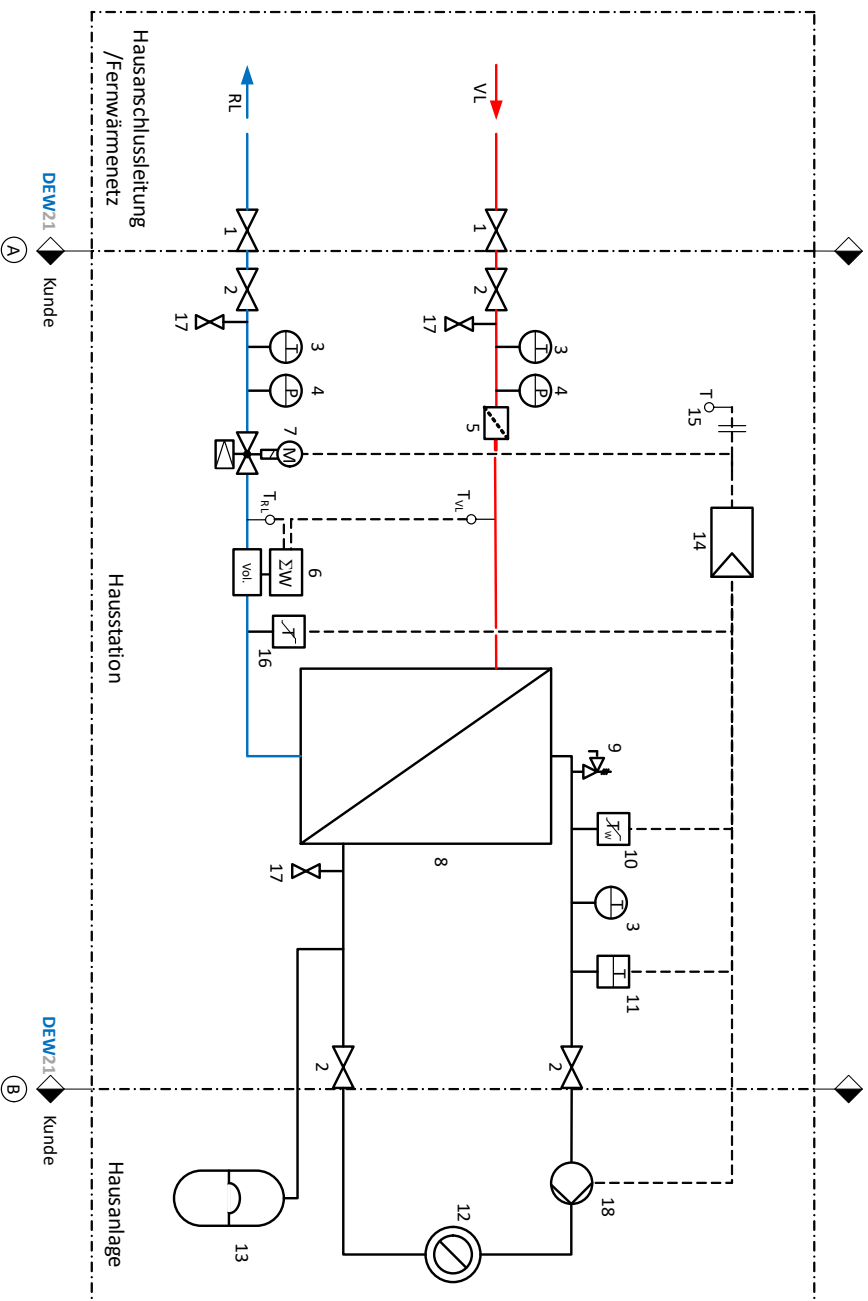 T
15
14
10
3
11
9
18
Tw
T
T
3
4
2
T
P
VL
1
2
5
TVL
12
8
17
3
4
6
2
7
T
P
M
ΣW
T
17
TRL
16
Vol.
13
RL
1
2
17
Hausanschlussleitung
/Fernwärmenetz
Hausstation
Hausanlage
DEW21 Kunde
DEW21 Kunde
A
B